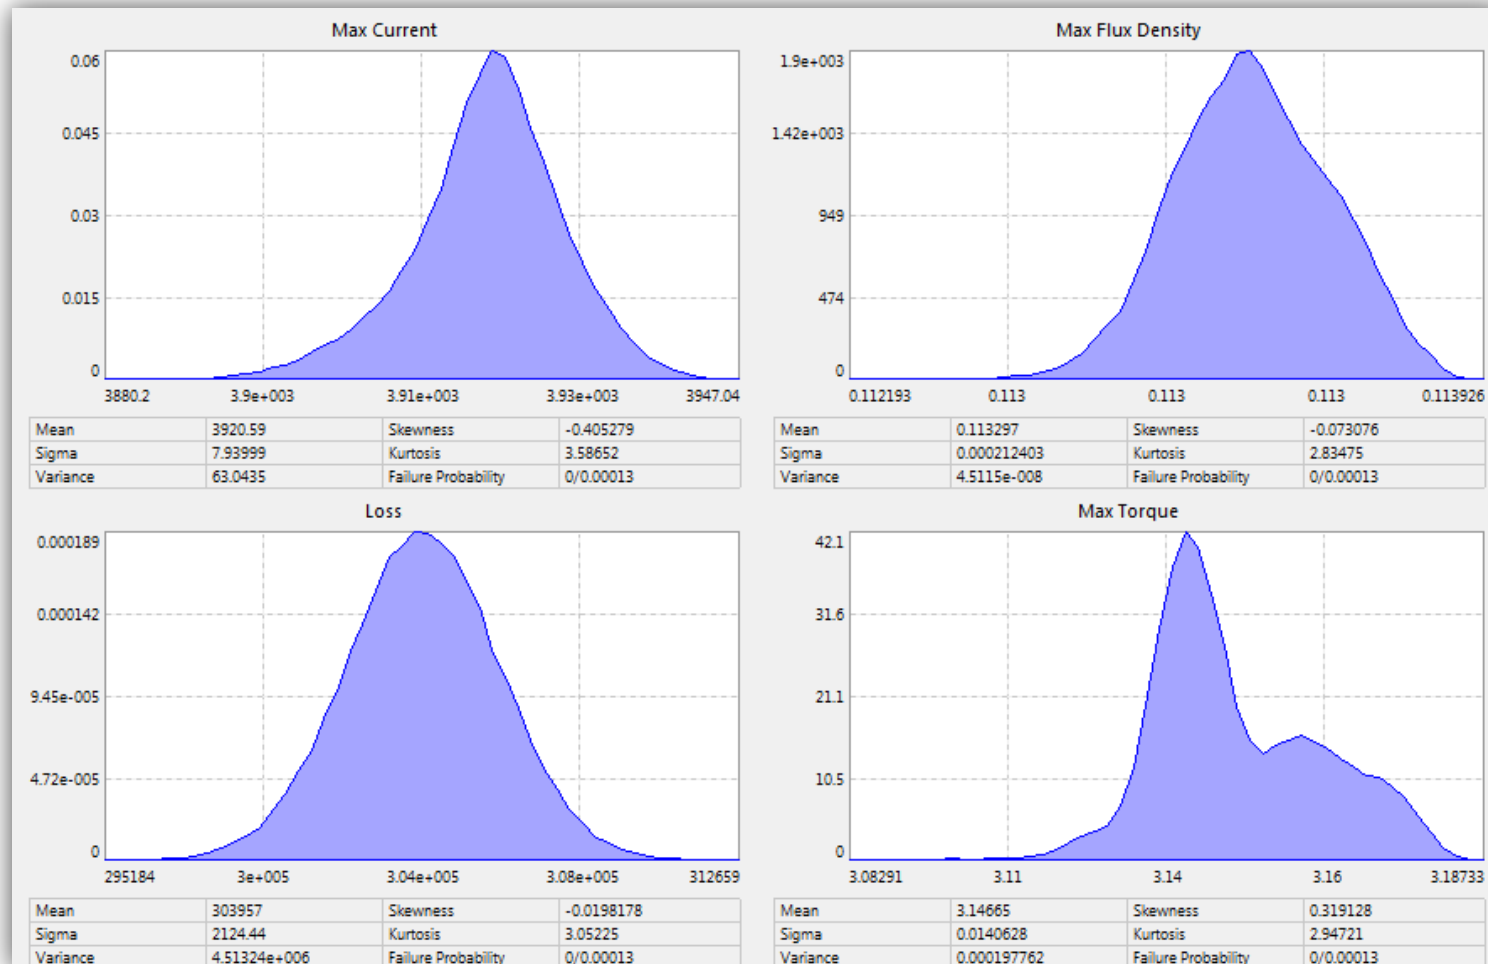 Max Current
0.06
0.045
0.03
0.015
0
3880.2 3.9e+003 3.91e+003 3.93e+003 3947.04
Mean 3920.59 Skewness -0.405279
Sigma 7.93999 Kurtosis 3.58652
Variance 63.0435 Failure Probability 0/0.00013
Max Flux Density
1.9e+003
1.42e+003
949
474
0
0.112193 0.113 0.113 0.113 0.113926
Mean 0.113297 Skewness -0.073076
Sigma 0.000212403 Kurtosis 2.83475
Variance 4.5115e-008 Failure Probability 0/0.00013
Loss
0.000189
0.000142
9.45e-005
4.72e-005
0
295184 3e+005 3.04e+005 3.08e+005 312659
Mean 303957 Skewness -0.0198178
Sigma 2124.44 Kurtosis 3.05225
Variance 4.51324e+006 Failure Probability 0/0.00013
Max Torque
42.1
31.6
21.1
10.5
0
3.08291 3.11 3.14 3.16 3.18733
Mean 3.14665 Skewness 0.319128
Sigma 0.0140628 Kurtosis 2.94721
Variance 0.000197762 Failure Probability 0/0.00013